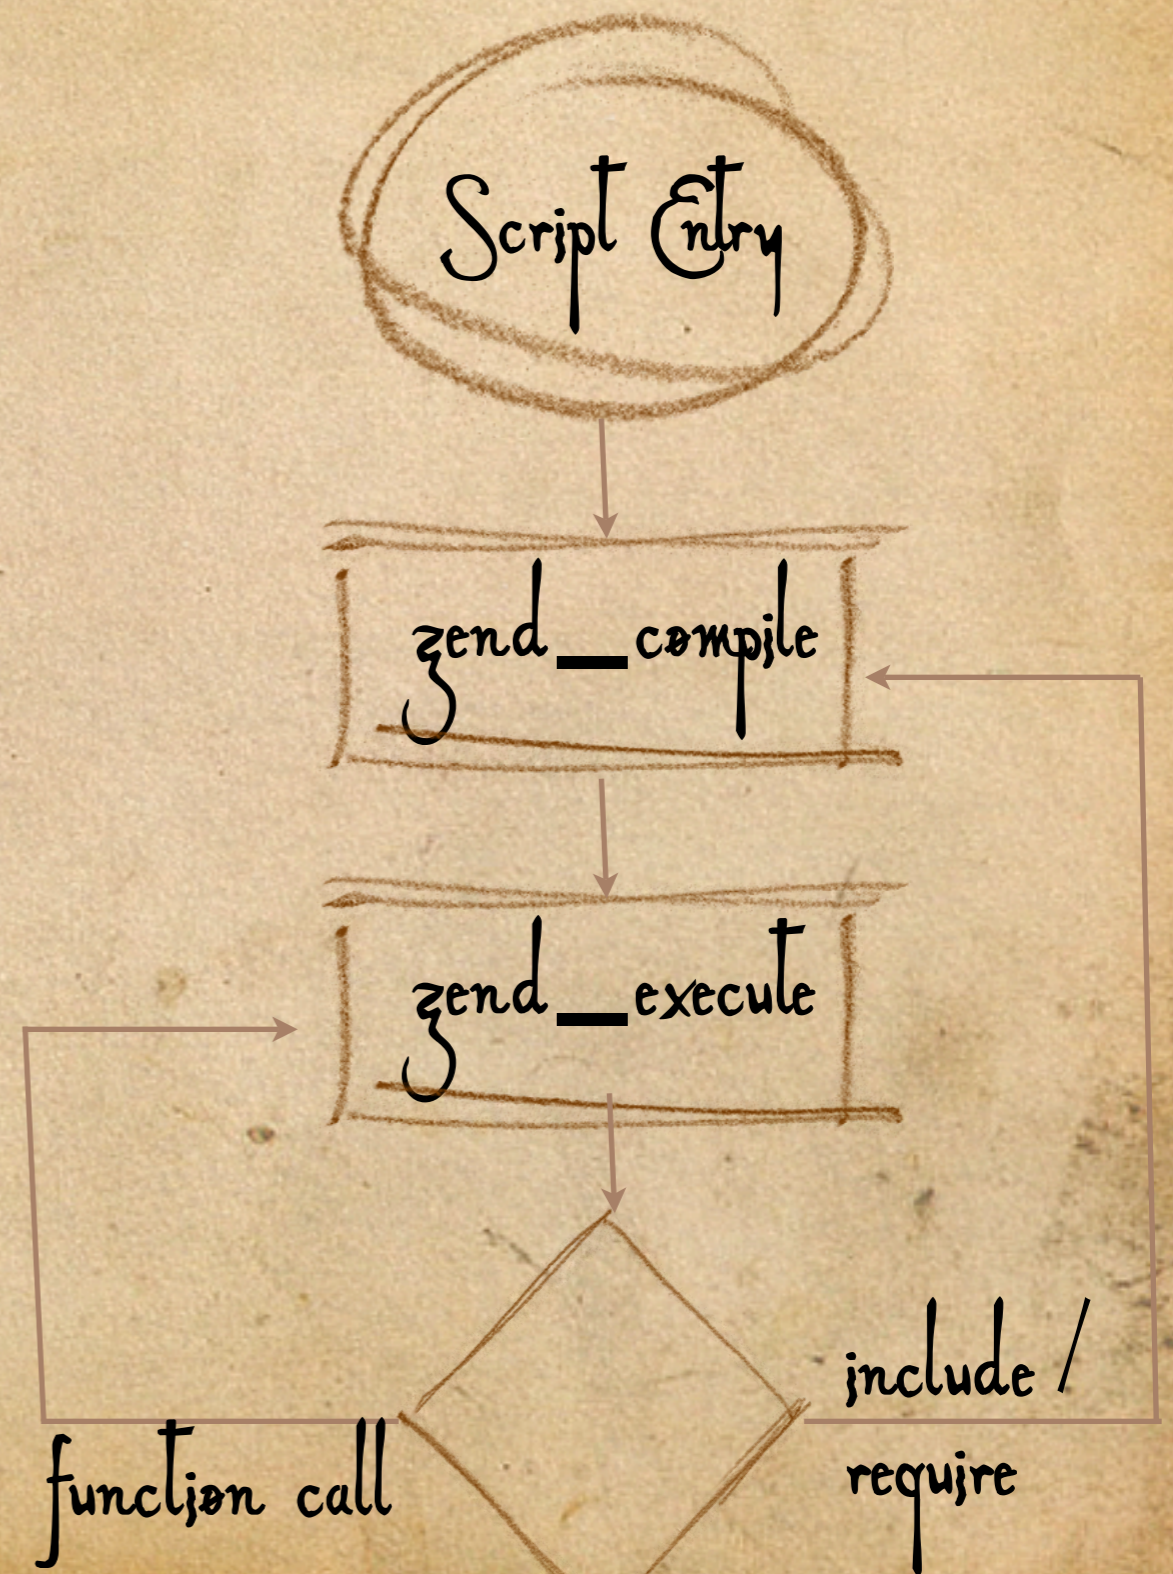 Script Entry
zend_compile
zend_execute
include /
function call
require